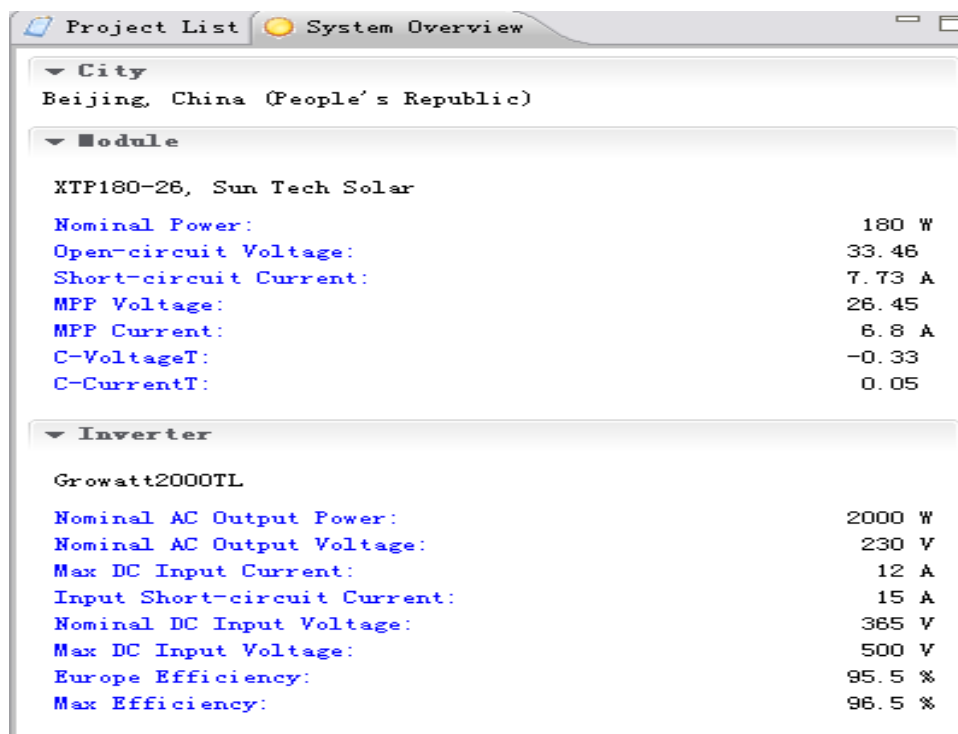 Project List System Overview
City
Beijing, China (People's Republic)
Module
XTP180-26, Sun Tech Solar
Nominal Power: 180 W
Open-circuit Voltage: 33.46
Short-circuit Current: 7.73 A
MPP Voltage: 26.45
MPP Current: 6.8 A
C-VoltageT: -0.33
C-CurrentT: 0.05
Inverter
Growatt2000TL
Nominal AC Output Power: 2000 W
Nominal AC Output Voltage: 230 V
Max DC Input Current: 12 A
Input Short-circuit Current: 15 A
Nominal DC Input Voltage: 365 V
Max DC Input Voltage: 500 V
Europe Efficiency: 95.5 %
Max Efficiency: 96.5 %